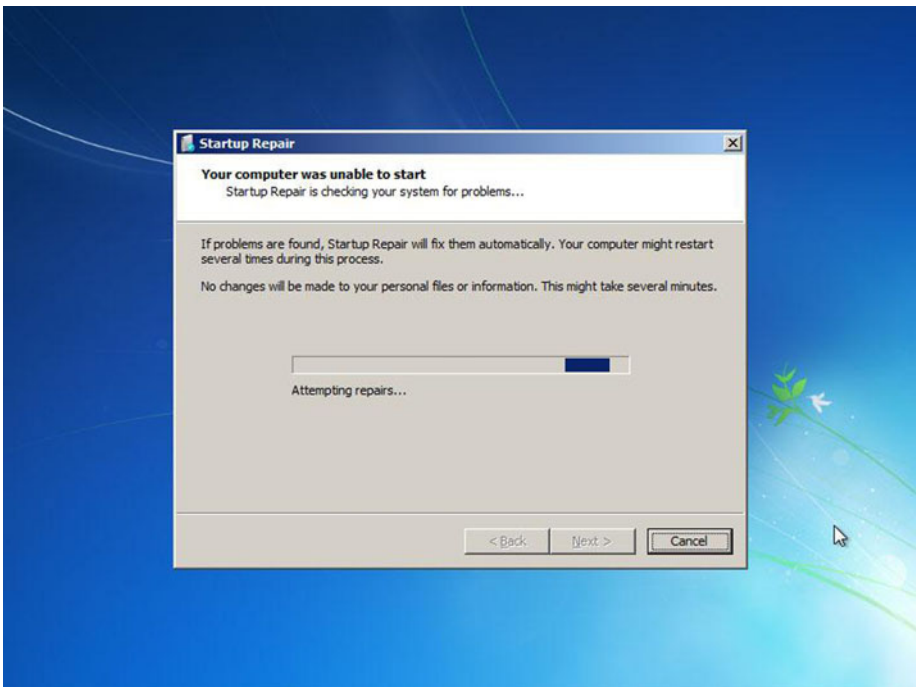 Startup Repair
Your computer was unable to start
Startup Repair is checking your system for problems...
If problems are found, Startup Repair will fix them automatically. Your computer might restart
several times during this process.
No changes will be made to your personal files or information. This might take several minutes.
Attempting repairs...
< Back
Next >
Cancel